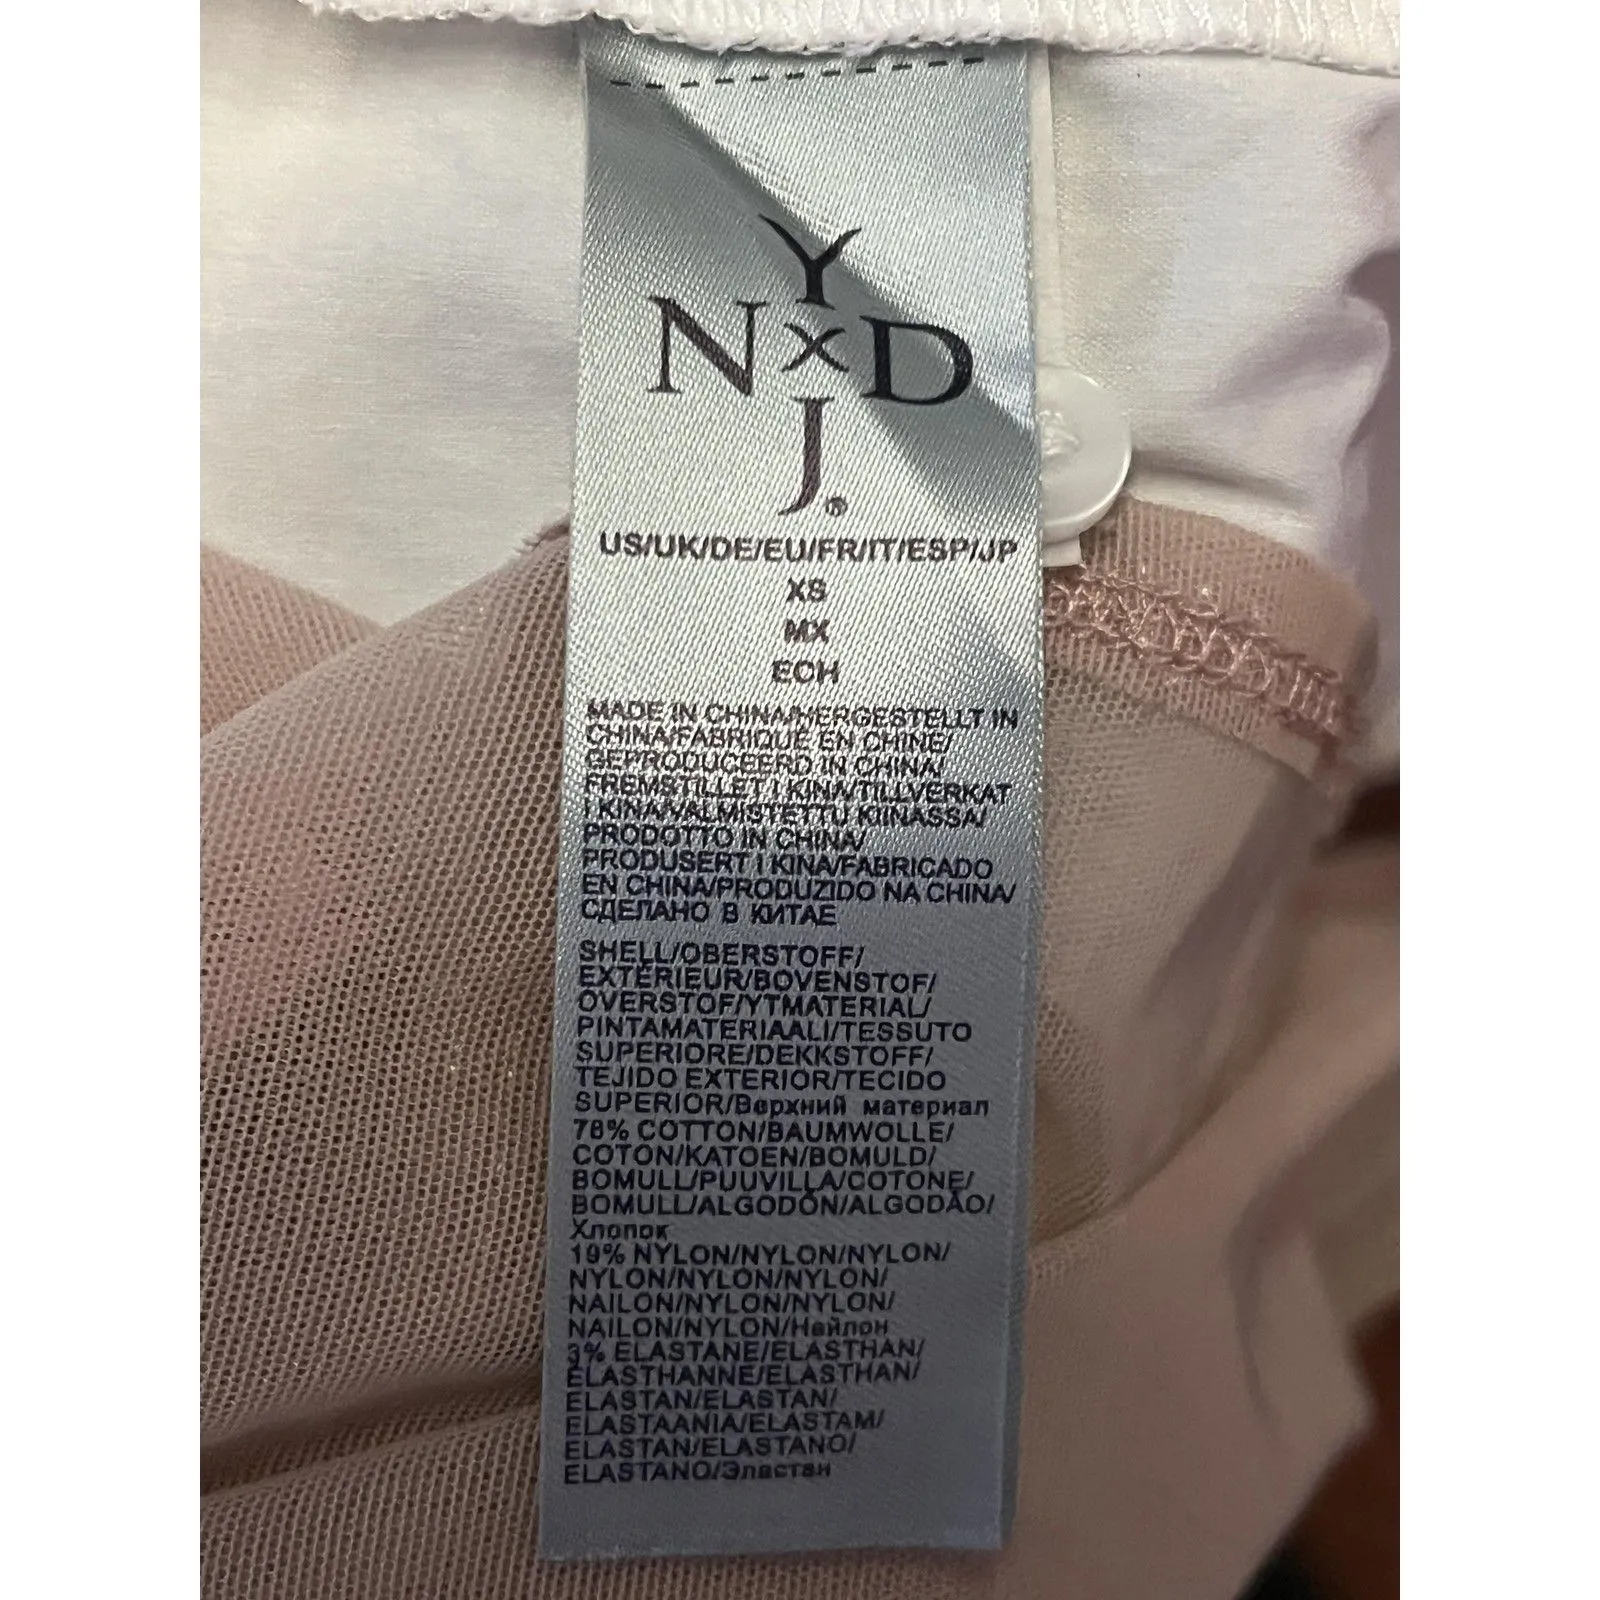 Y
N x D
J®
US/UK/DE/EU/FR/IT/ESP/JP
XS
MX
ECH
MADE IN CHINA/HERGESTELLT IN
CHINA/FABRIQUÉ EN CHINE/
GEPRODUCEERD IN CHINA/
FREMSTILLET I KINA/TILLVERKAT
I KINA/VALMISTETTU KIINASSA/
PRODOTTO IN CHINA/
PRODUSERT I KINA/FABRICADO
EN CHINA/PRODUZIDO NA CHINA/
СДЕЛАНО В КИТАЕ
SHELL/OBERSTOFF/
EXTÉRIEUR/BOVENSTOF/
OVERSTOF/YTMATERIAL/
PINTAMATERIAALI/TESSUTO
SUPERIORE/DEKKSTOFF/
TEJIDO EXTERIOR/TECIDO
SUPERIOR/Верхний материал
78% COTTON/BAUMWOLLE/
COTON/KATOEN/BOMULD/
BOMULL/PUUVILLA/COTONE/
BOMULL/ALGODÓN/ALGODÃO/
Хлопок
19% NYLON/NYLON/NYLON/
NYLON/NYLON/NYLON/
NAILON/NYLON/NYLON/
NAILON/NYLON/Нейлон
3% ELASTANE/ELASTHAN/
ELASTHANNE/ELASTHAN/
ELASTAN/ELASTAN/
ELASTAANIA/ELASTAM/
ELASTAN/ELASTANO/
ELASTANO/Эластан